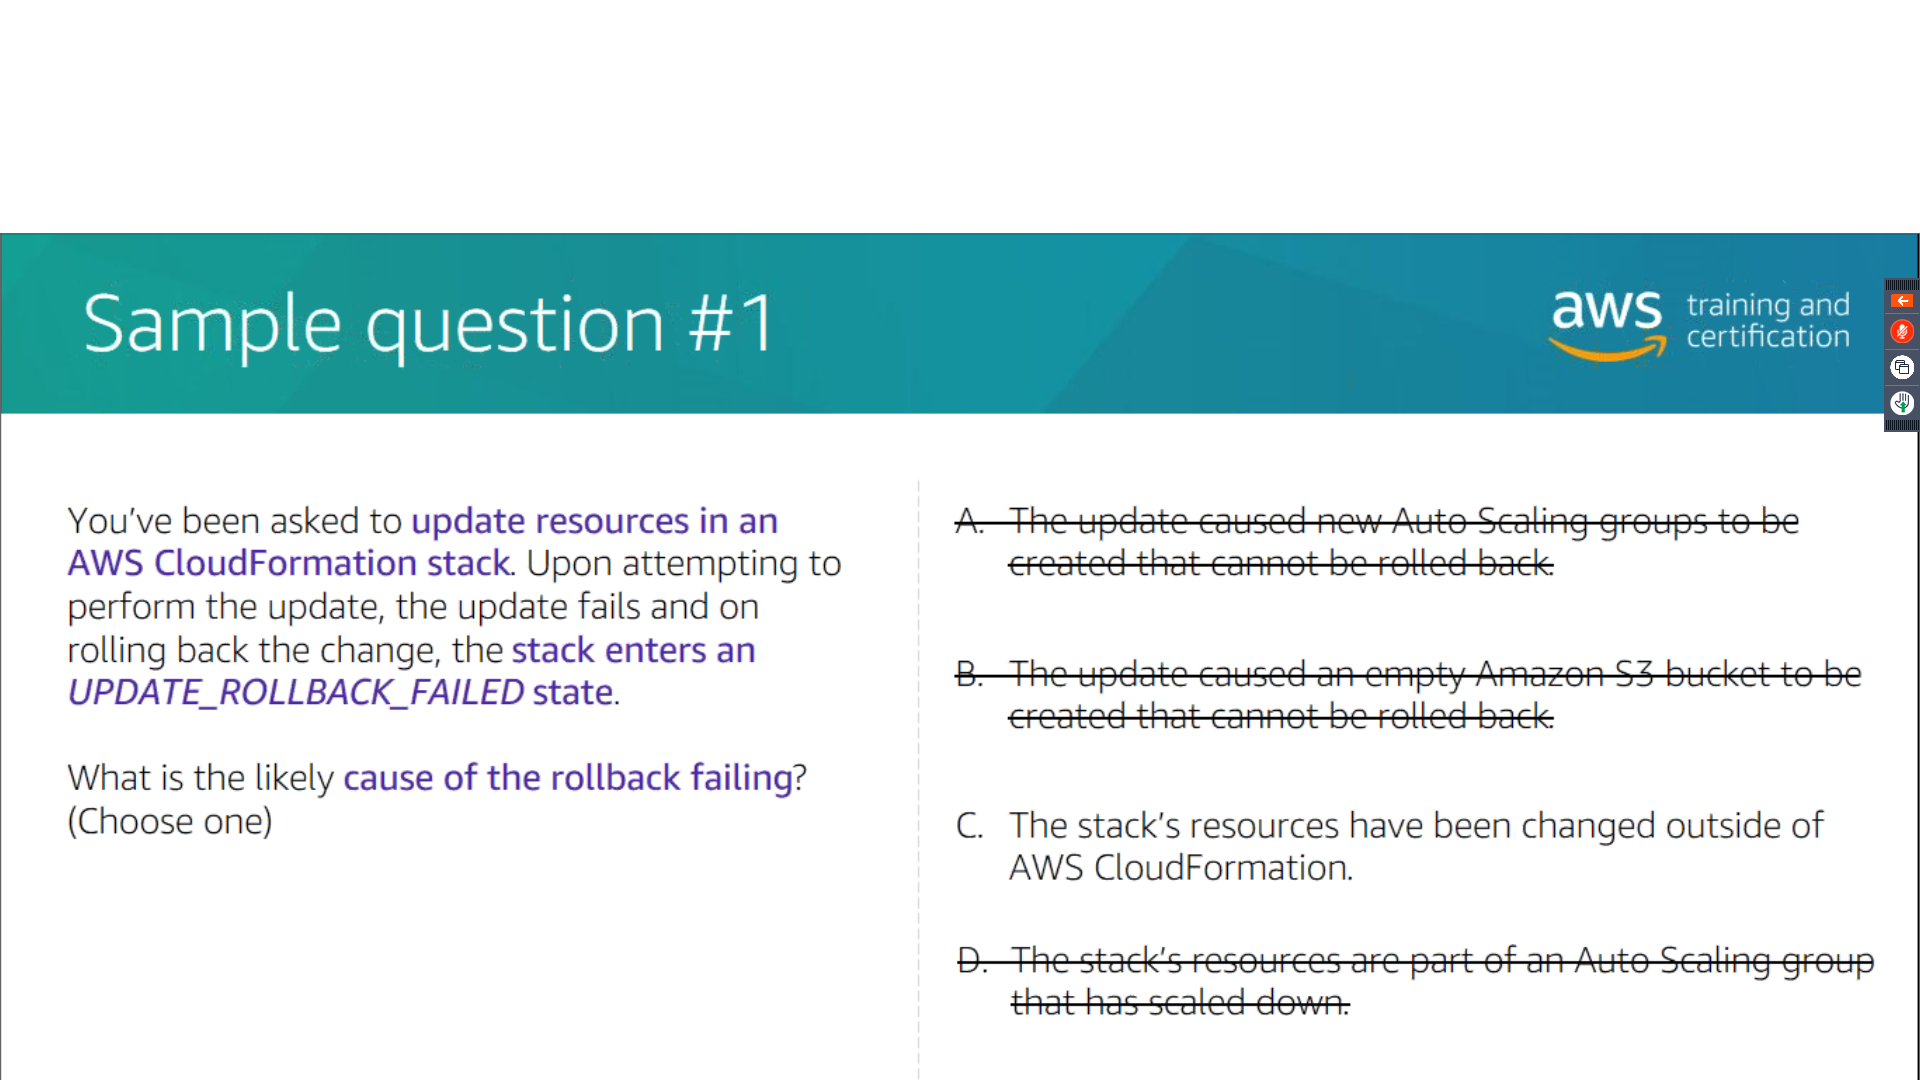 Sample question #1
aws training and
certification
You've been asked to update resources in an
AWS CloudFormation stack. Upon attempting to
perform the update, the update fails and on
rolling back the change, the stack enters an
UPDATE_ROLLBACK_FAILED state.
What is the likely cause of the rollback failing?
(Choose one)
A. The update caused new Auto Scaling groups to be
created that cannot be rolled back.
B. The update caused an empty Amazon S3 bucket to be
created that cannot be rolled back.
C. The stack's resources have been changed outside of
AWS CloudFormation.
D. The stack's resources are part of an Auto Scaling group
that has scaled down.